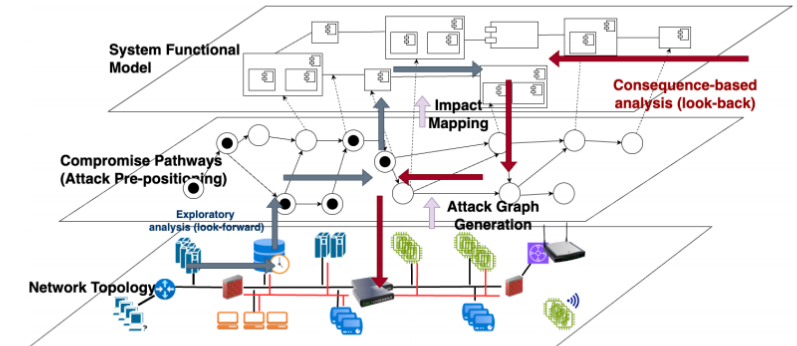 System Functional
Model
Consequence-based
analysis (look-back)
Impact
Mapping
Compromise Pathways
(Attack Pre-positioning)
Attack Graph
Generation
Exploratory
analysis (look-forward)
Network Topology
?